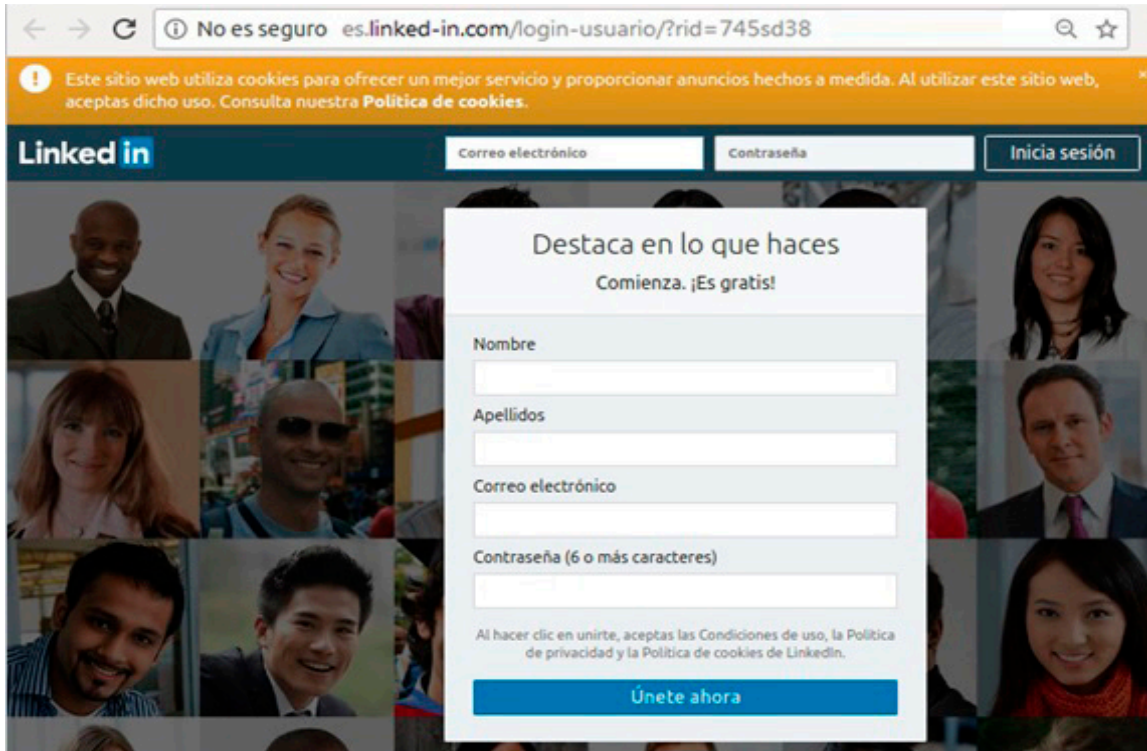 No es seguro es.linked-in.com/login-usuario/?rid=745sd38
Este sitio web utiliza cookies para ofrecer un mejor servicio y proporcionar anuncios hechos a medida. Al utilizar este sitio web,
aceptas dicho uso. Consulta nuestra Política de cookies.
Linked in Correo electrónico Contraseña Inicia sesión
Destaca en lo que haces
Comienza. ¡Es gratis!
Nombre
Apellidos
Correo electrónico
Contraseña (6 o más caracteres)
Al hacer clic en unirte, aceptas las Condiciones de uso, la Política
de privacidad y la Política de cookies de LinkedIn.
Únete ahora